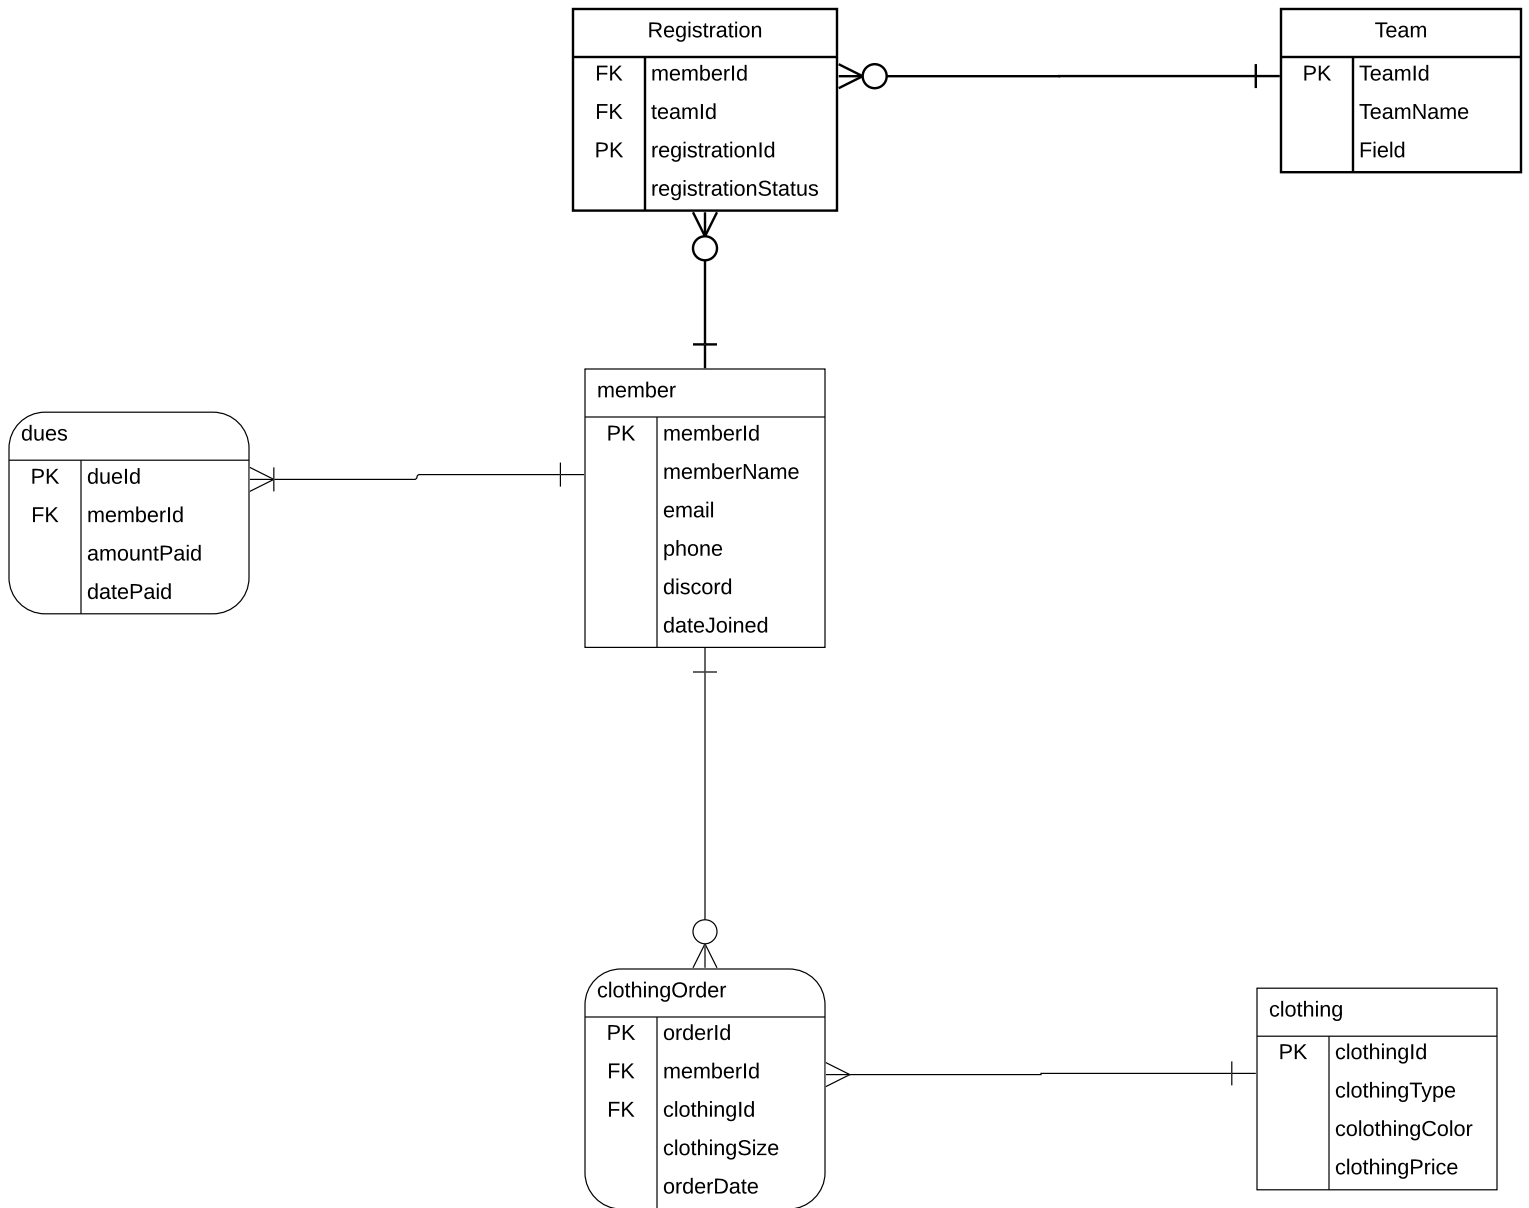 Registration
FK memberId
FK teamId
PK registrationId
registrationStatus
Team
PK TeamId
TeamName
Field
member
PK memberId
memberName
email
phone
discord
dateJoined
dues
PK dueId
FK memberId
amountPaid
datePaid
clothingOrder
PK orderId
FK memberId
FK clothingId
clothingSize
orderDate
clothing
PK clothingId
clothingType
colothingColor
clothingPrice